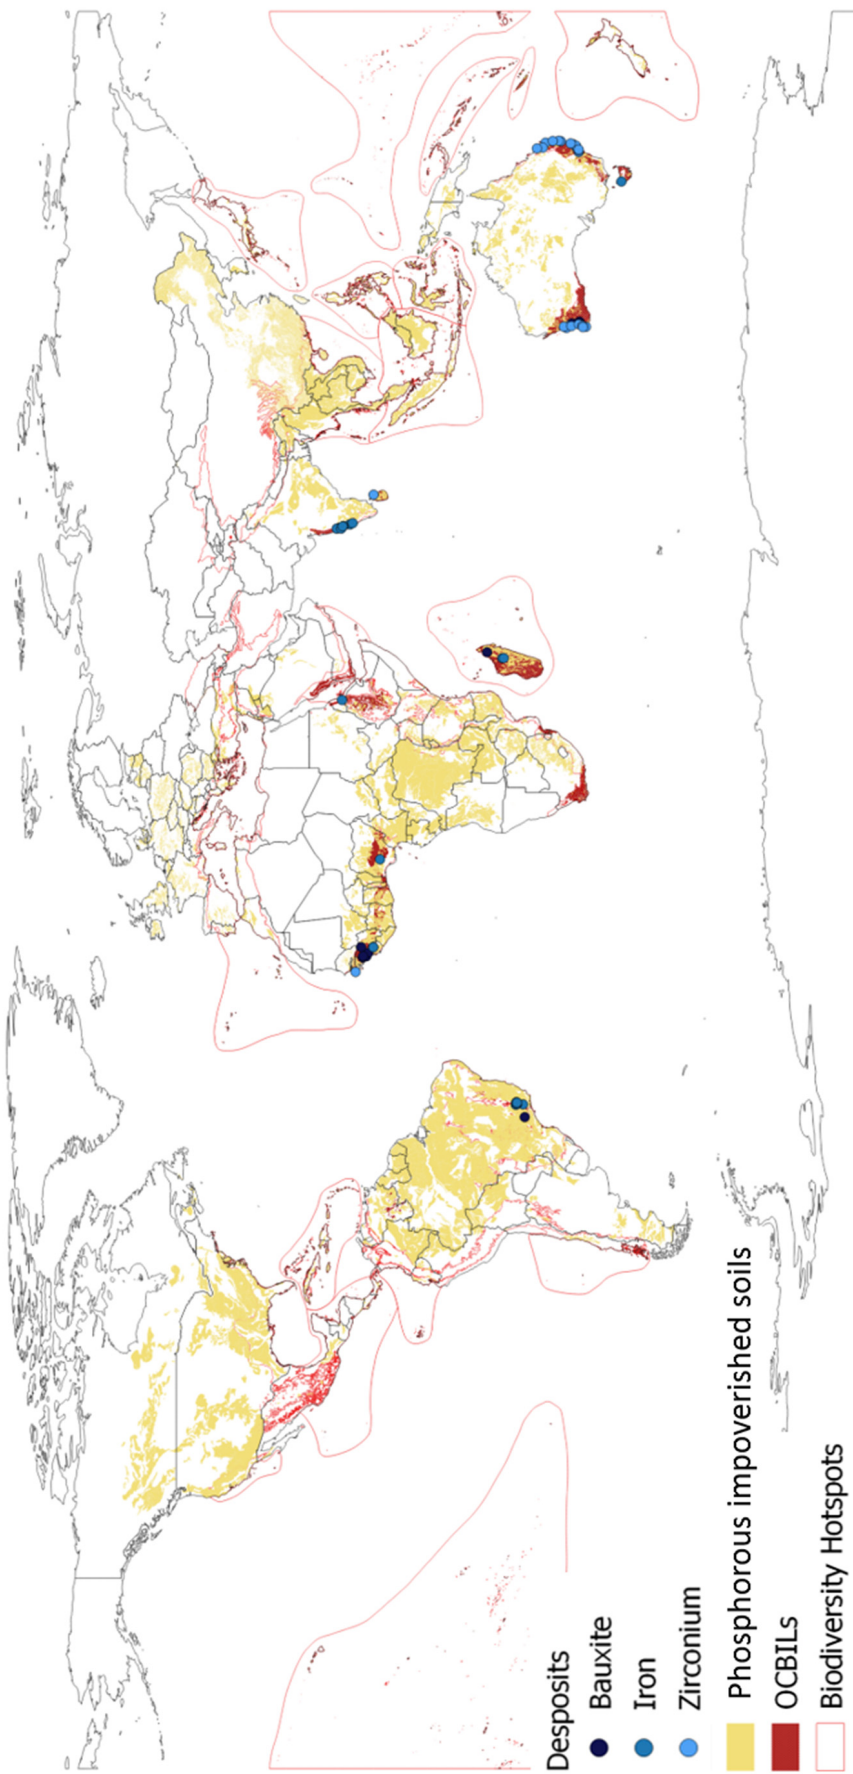 Desposits
Bauxite
Iron
Zirconium
Phosphorous impoverished soils
OCBILs
Biodiversity Hotspots